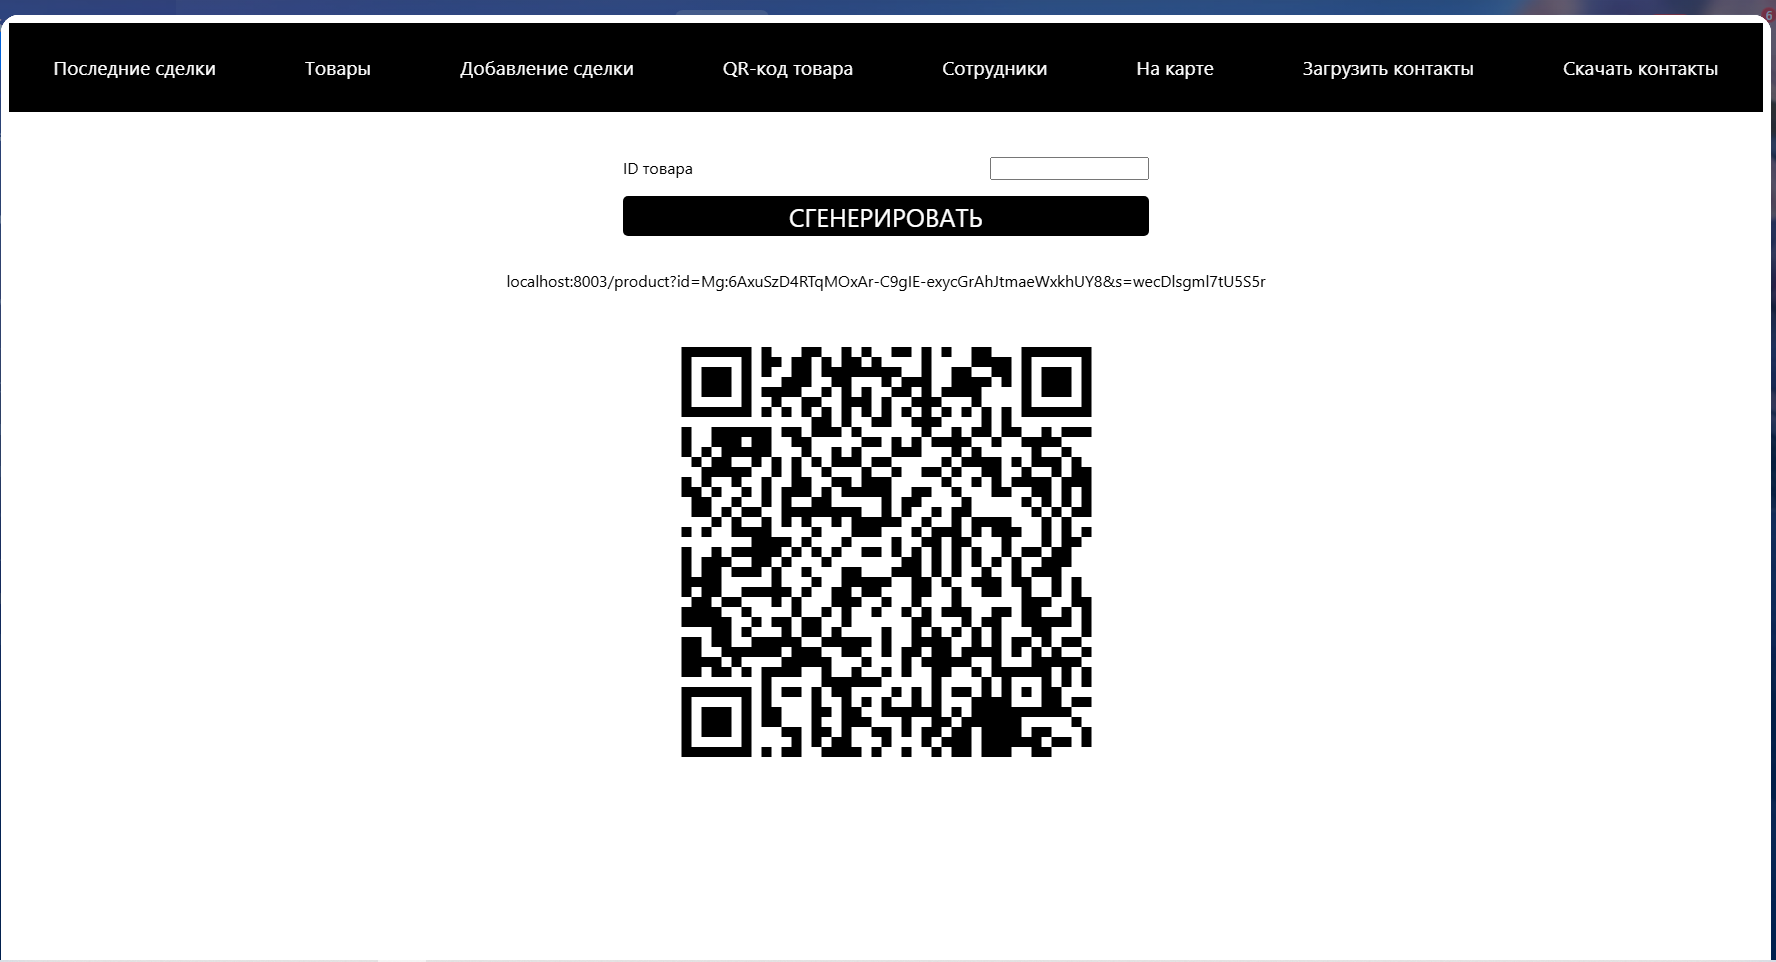 Последние сделки Товары Добавление сделки QR-код товара Сотрудники На карте Загрузить контакты Скачать контакты
ID товара
СГЕНЕРИРОВАТЬ
localhost:8003/product?id=Mg:6AxuSzD4RTqMOxAr-C9gIE-exycGrAhJtmaeWxkhUY8&s=wecDlsgml7tU5S5r